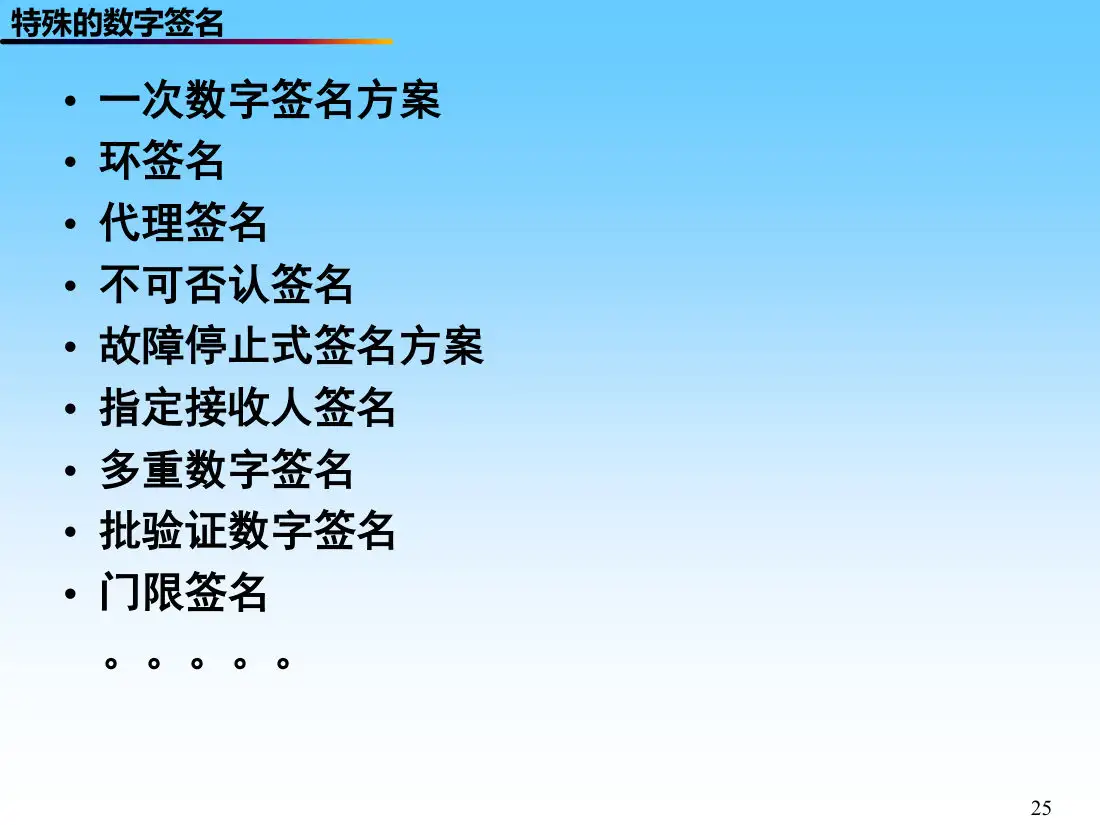 特殊的数字签名
• 一次数字签名方案
• 环签名
• 代理签名
• 不可否认签名
• 故障停止式签名方案
• 指定接收人签名
• 多重数字签名
• 批验证数字签名
• 门限签名
。。。。。
25